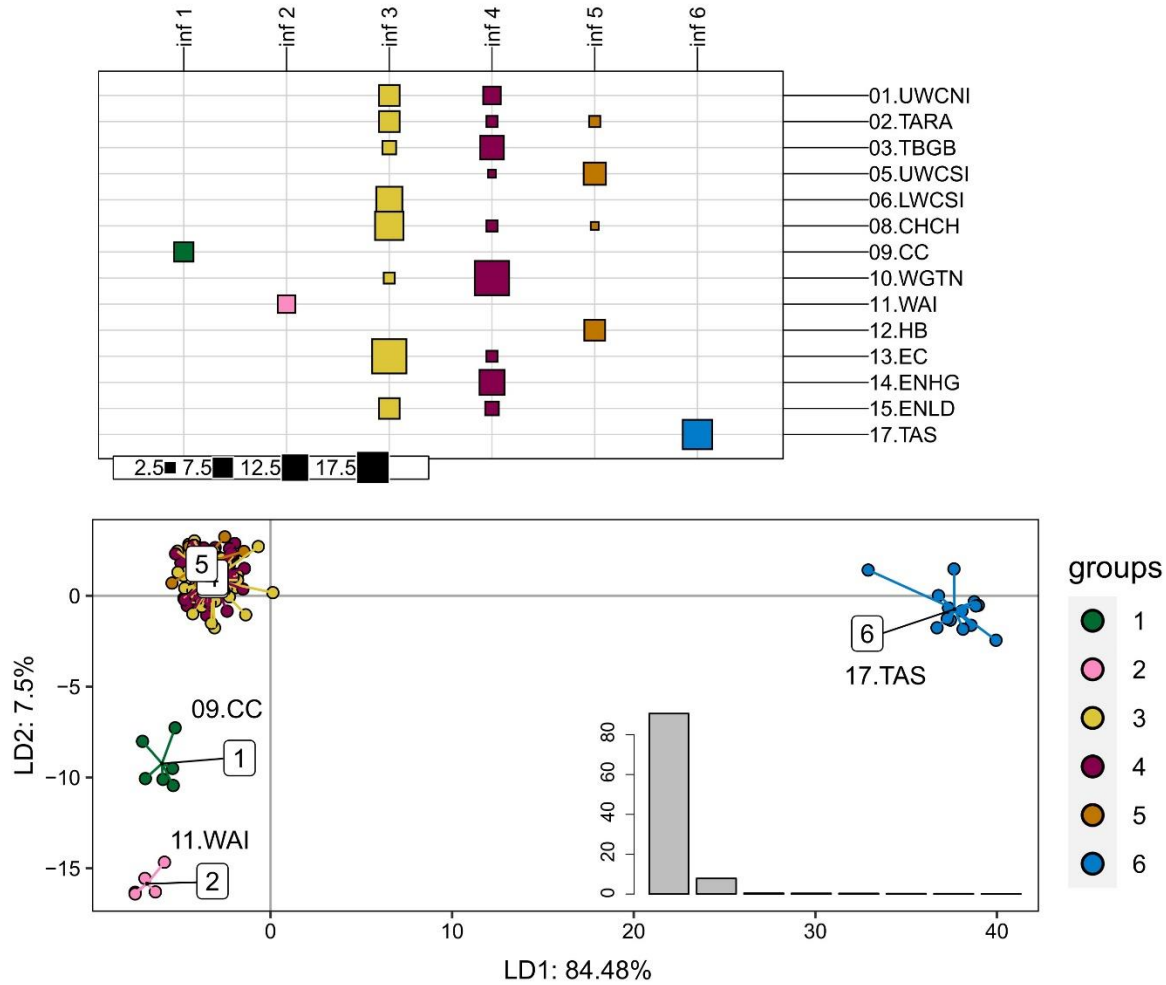 inf 1 inf 2 inf 3 inf 4 inf 5 inf 6
01.UWCNI
02.TARA
03.TBGB
05.UWCSI
06.LWCSI
08.CHCH
09.CC
10.WGTN
11.WAI
12.HB
13.EC
14.ENHG
15.ENLD
17.TAS
2.5 7.5 12.5 17.5
groups
1
2
3
4
5
6
LD2: 7.5%
0
−5
−10
−15
5
6
17.TAS
09.CC
1
11.WAI
2
80
60
40
20
0
0 10 20 30 40
LD1: 84.48%